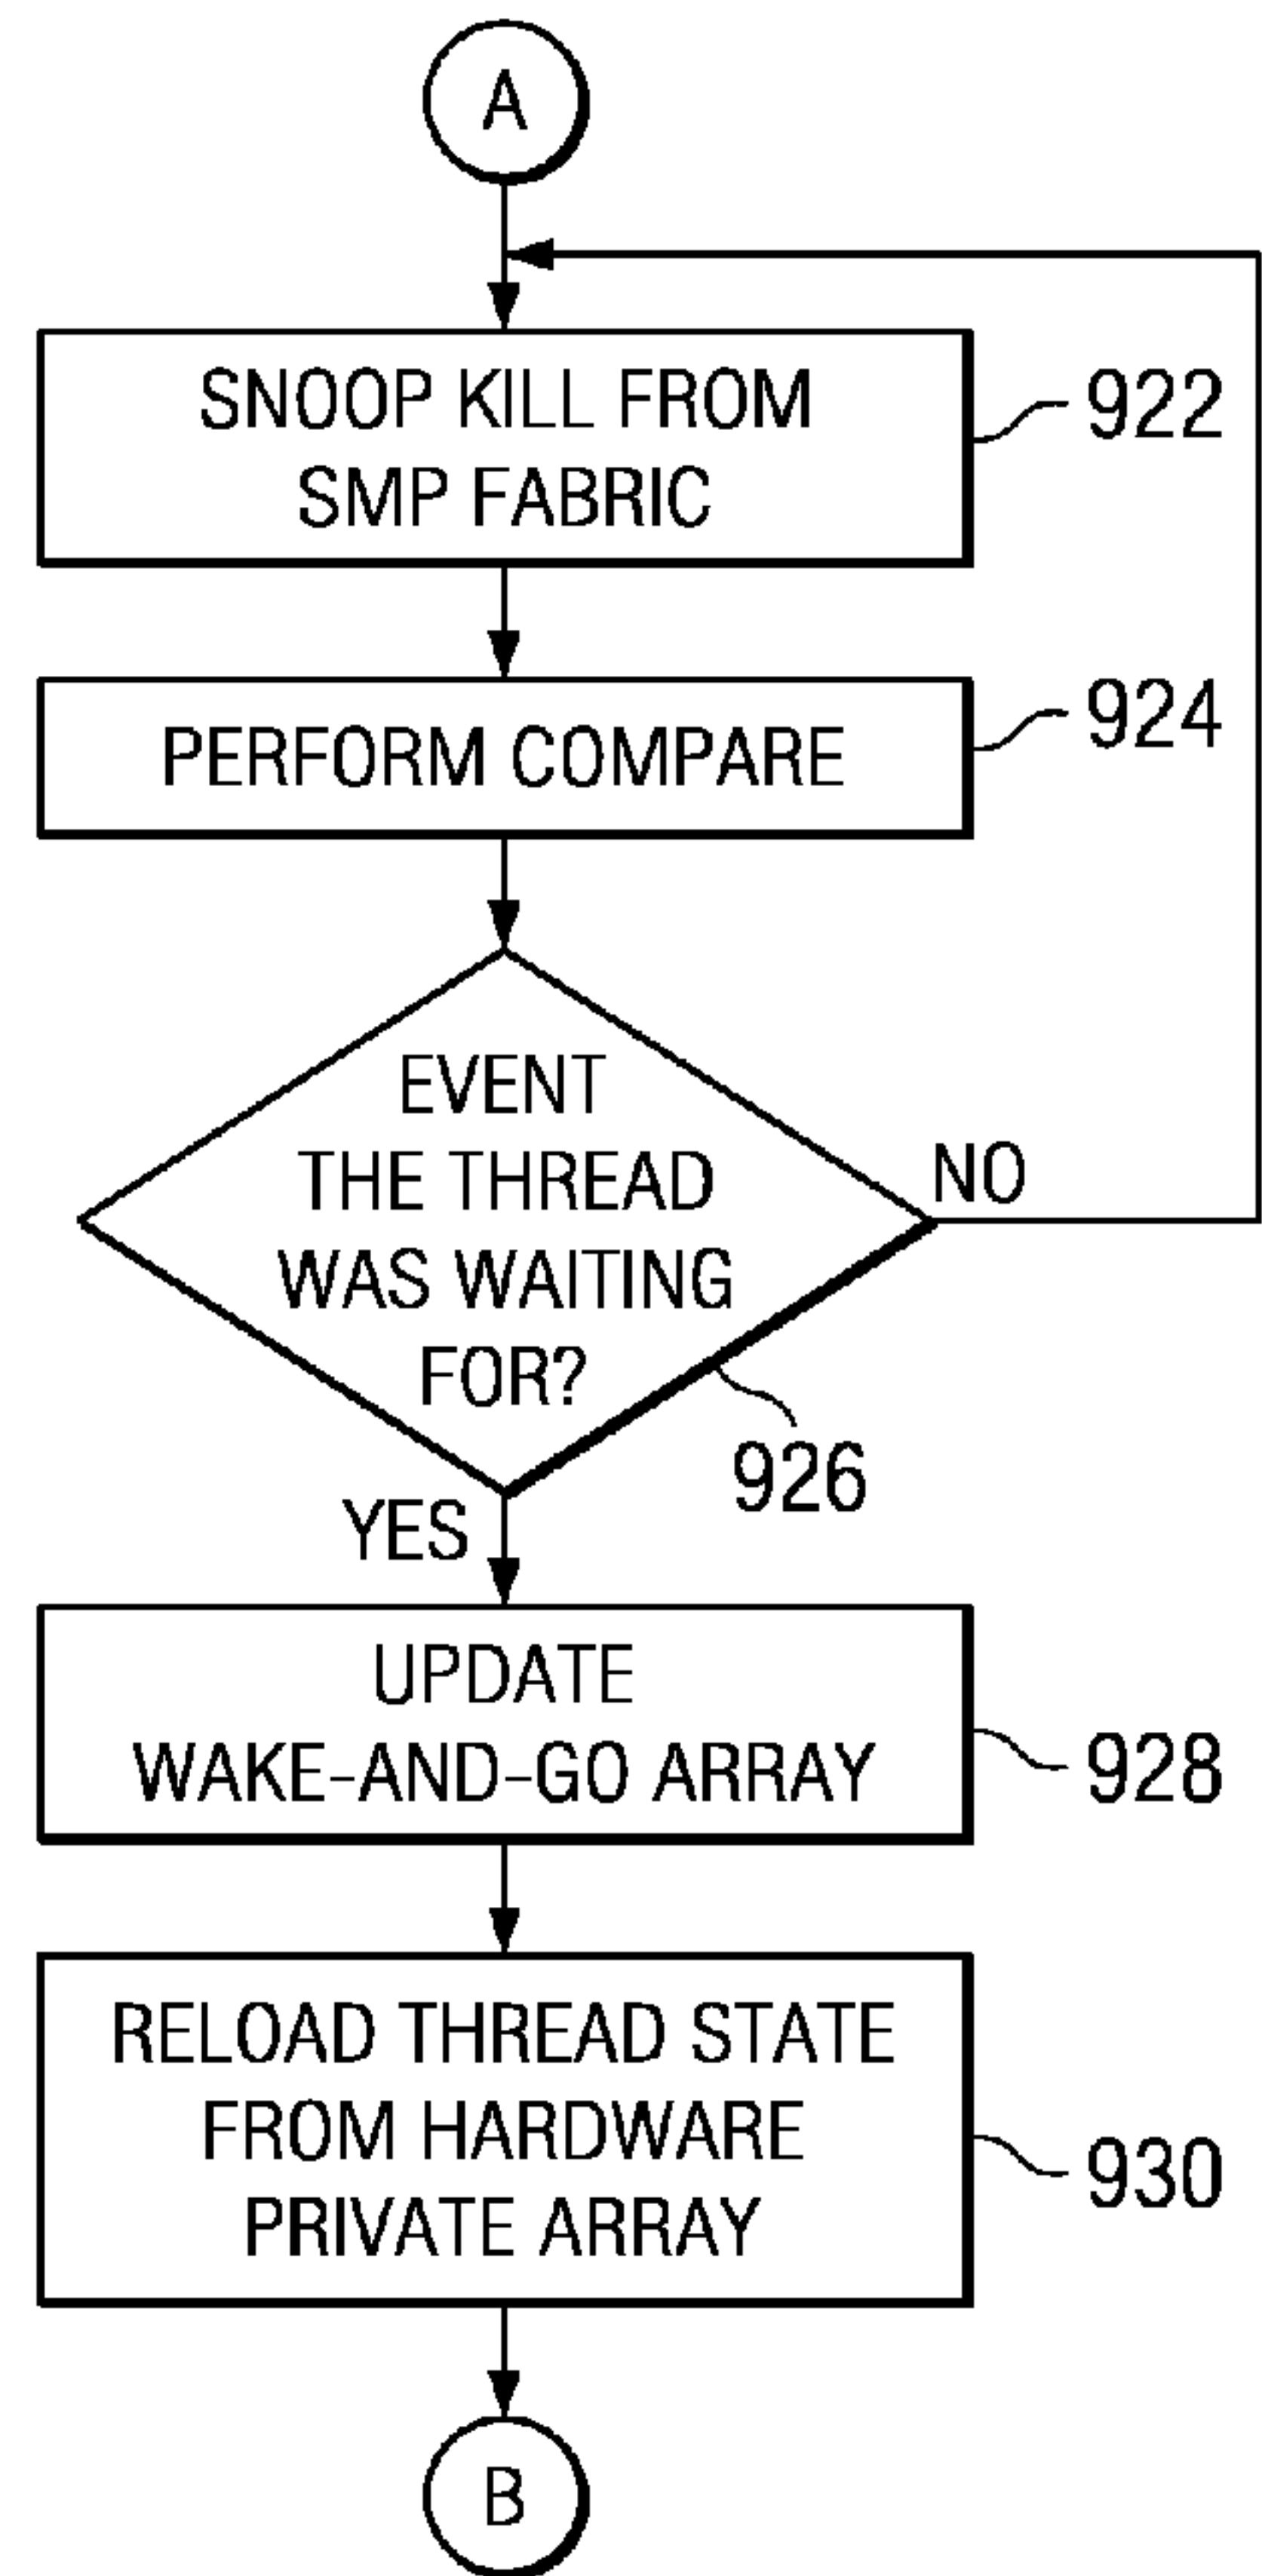 A
SNOOP KILL FROM
SMP FABRIC
922
PERFORM COMPARE
924
EVENT
THE THREAD
WAS WAITING
FOR?
NO
926
YES
UPDATE
WAKE-AND-GO ARRAY
928
RELOAD THREAD STATE
FROM HARDWARE
PRIVATE ARRAY
930
B